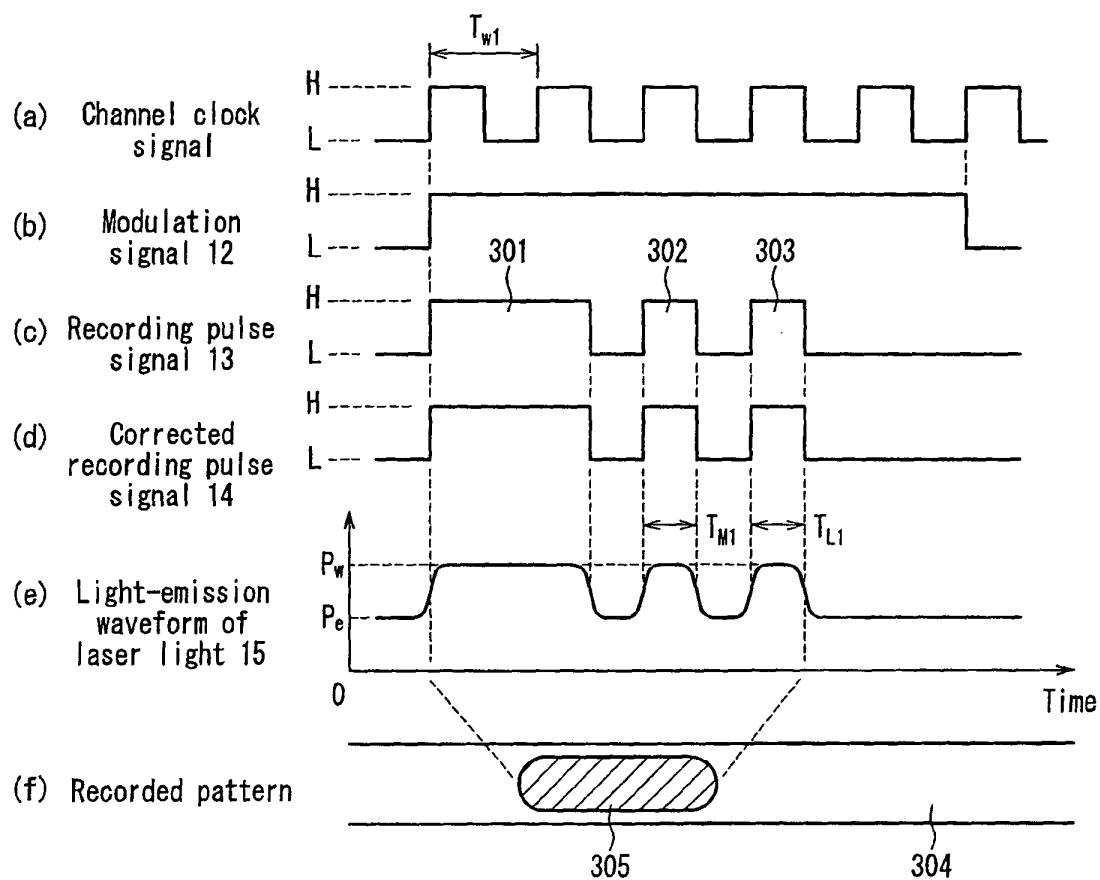 T_w1
(a) Channel clock
signal
H
L
(b) Modulation
signal 12
H
L
301
302
303
(c) Recording pulse
signal 13
H
L
(d) Corrected
recording pulse
signal 14
H
L
T_M1
T_L1
(e) Light-emission
waveform of
laser light 15
P_w
P_e
0
Time
(f) Recorded pattern
305
304